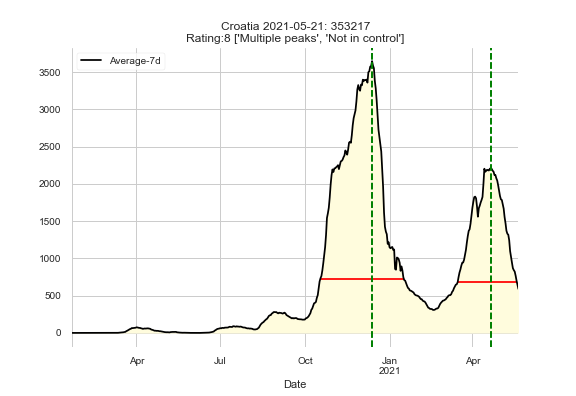 Croatia 2021-05-21: 353217
Rating:8 ['Multiple peaks', 'Not in control']
Average-7d
3500
3000
2500
2000
1500
1000
500
0
Apr Jul Oct Jan Apr
2021
Date